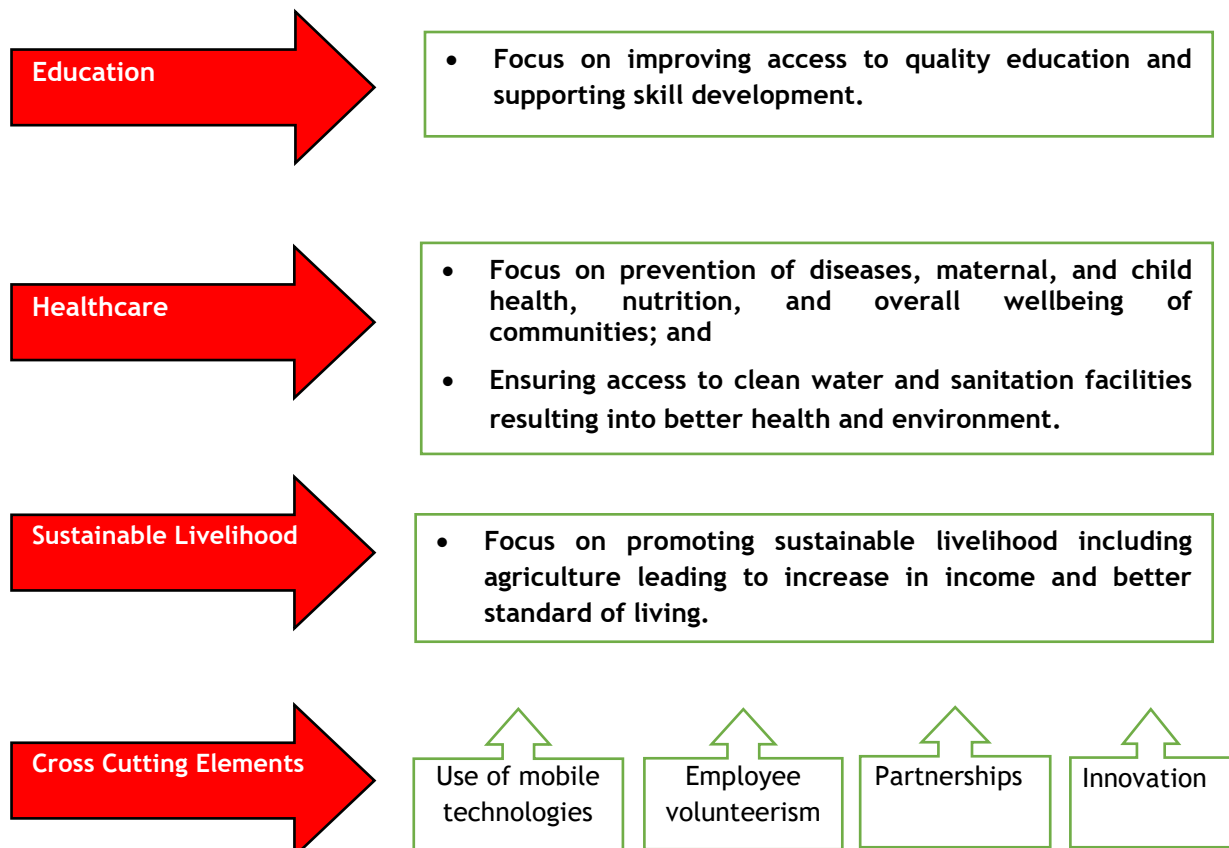 Education
• Focus on improving access to quality education and
supporting skill development.
Healthcare
• Focus on prevention of diseases, maternal, and child
health, nutrition, and overall wellbeing of
communities; and
• Ensuring access to clean water and sanitation facilities
resulting into better health and environment.
Sustainable Livelihood
• Focus on promoting sustainable livelihood including
agriculture leading to increase in income and better
standard of living.
Cross Cutting Elements
Use of mobile
technologies
Employee
volunteerism
Partnerships
Innovation